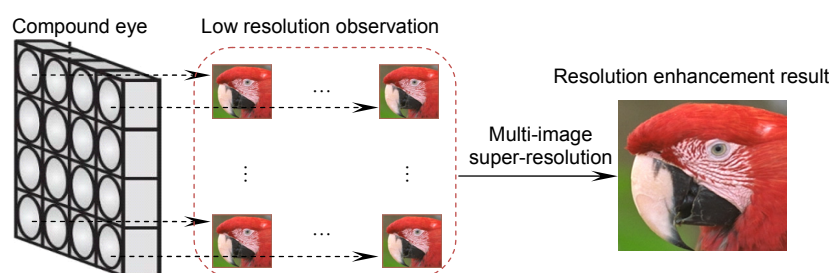 Compound eye
Low resolution observation
Resolution enhancement result
...
...
Multi-image
super-resolution
⋮
⋮
...